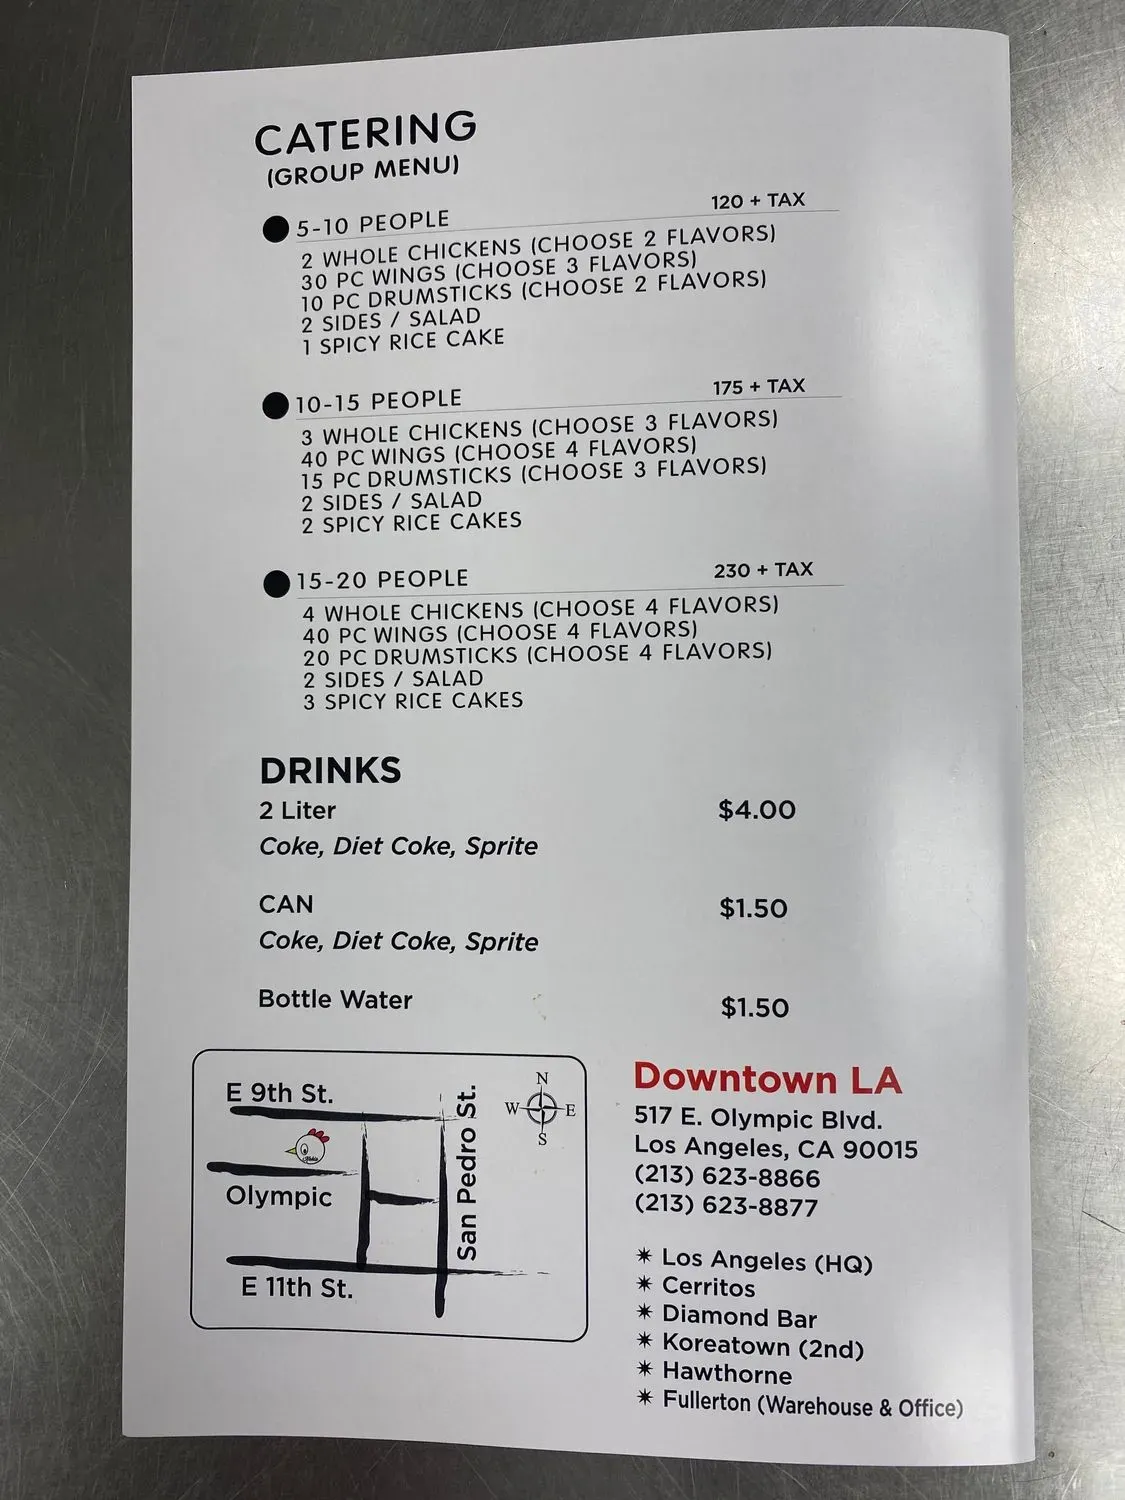 CATERING
(GROUP MENU)
5-10 PEOPLE 120 + TAX
2 WHOLE CHICKENS (CHOOSE 2 FLAVORS)
30 PC WINGS (CHOOSE 3 FLAVORS)
10 PC DRUMSTICKS (CHOOSE 2 FLAVORS)
2 SIDES / SALAD
1 SPICY RICE CAKE
10-15 PEOPLE 175 + TAX
3 WHOLE CHICKENS (CHOOSE 3 FLAVORS)
40 PC WINGS (CHOOSE 4 FLAVORS)
15 PC DRUMSTICKS (CHOOSE 3 FLAVORS)
2 SIDES / SALAD
2 SPICY RICE CAKES
15-20 PEOPLE 230 + TAX
4 WHOLE CHICKENS (CHOOSE 4 FLAVORS)
40 PC WINGS (CHOOSE 4 FLAVORS)
20 PC DRUMSTICKS (CHOOSE 4 FLAVORS)
2 SIDES / SALAD
3 SPICY RICE CAKES
DRINKS
2 Liter $4.00
Coke, Diet Coke, Sprite
CAN $1.50
Coke, Diet Coke, Sprite
Bottle Water $1.50
E 9th St.
Olympic
E 11th St.
San Pedro St.
N
W E
S
Downtown LA
517 E. Olympic Blvd.
Los Angeles, CA 90015
(213) 623-8866
(213) 623-8877
✷ Los Angeles (HQ)
✷ Cerritos
✷ Diamond Bar
✷ Koreatown (2nd)
✷ Hawthorne
✷ Fullerton (Warehouse & Office)